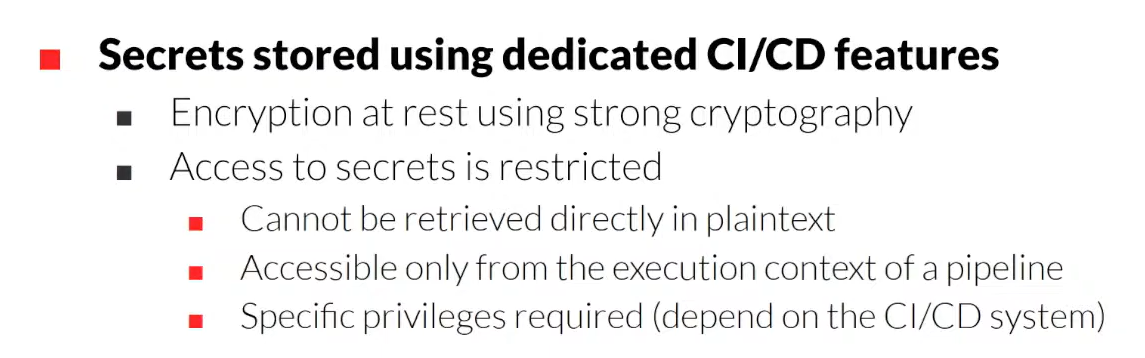 Secrets stored using dedicated CI/CD features
Encryption at rest using strong cryptography
Access to secrets is restricted
Cannot be retrieved directly in plaintext
Accessible only from the execution context of a pipeline
Specific privileges required (depend on the CI/CD system)